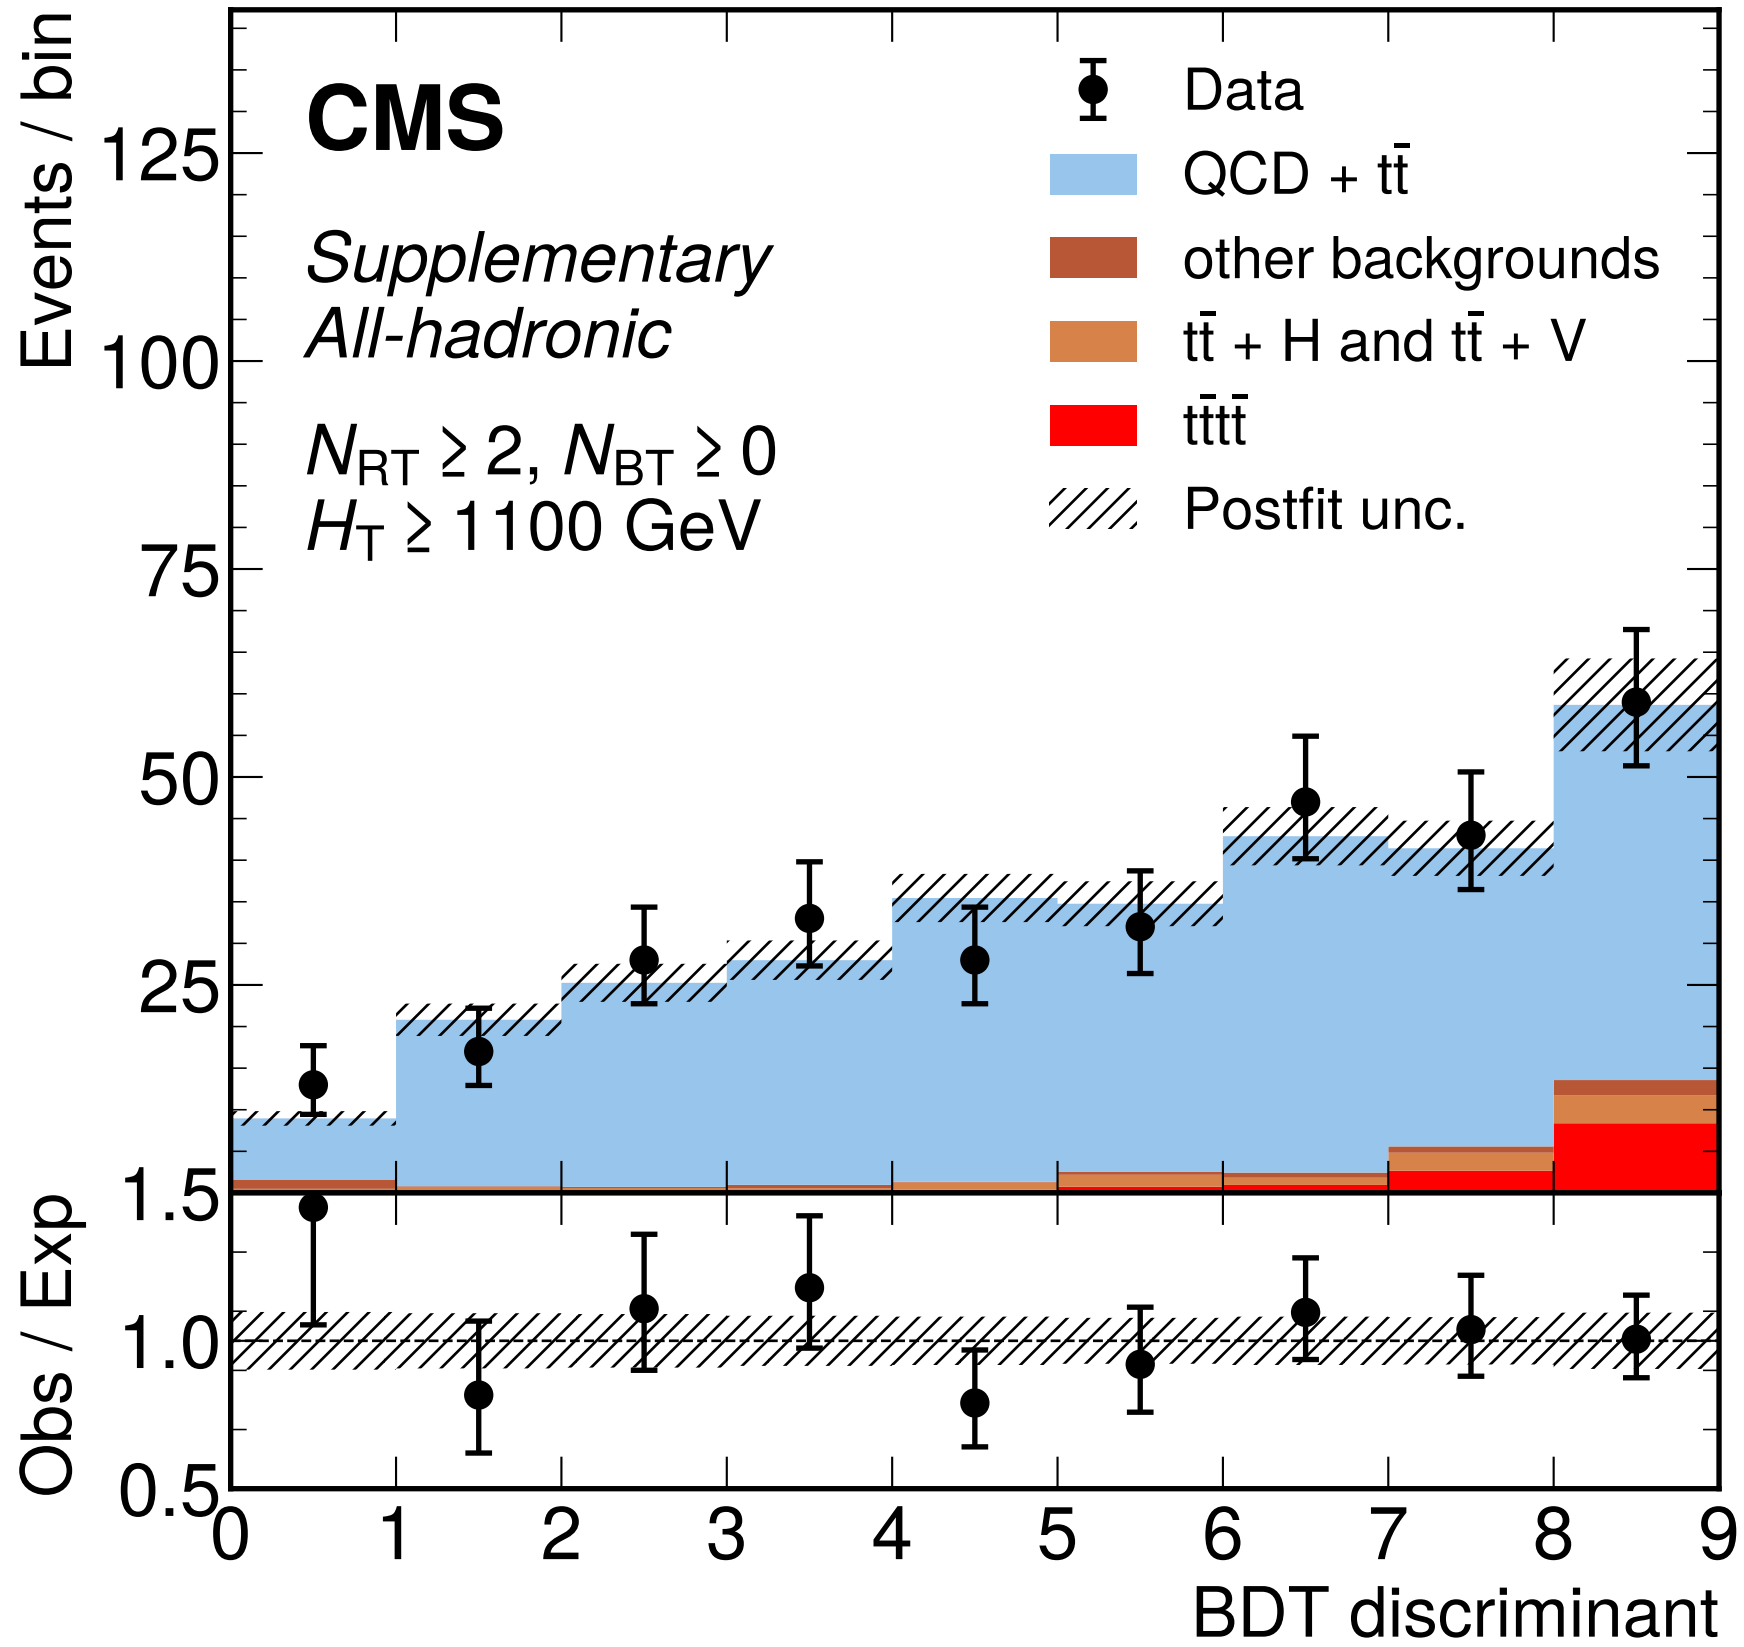 CMS
Supplementary
All-hadronic
N_RT ≥ 2, N_BT ≥ 0
H_T ≥ 1100 GeV
Data
QCD + tt̄
other backgrounds
tt̄ + H and tt̄ + V
tt̄tt̄
Postfit unc.
Events / bin
125
100
75
50
25
Obs / Exp
1.5
1.0
0.5
0 1 2 3 4 5 6 7 8 9
BDT discriminant